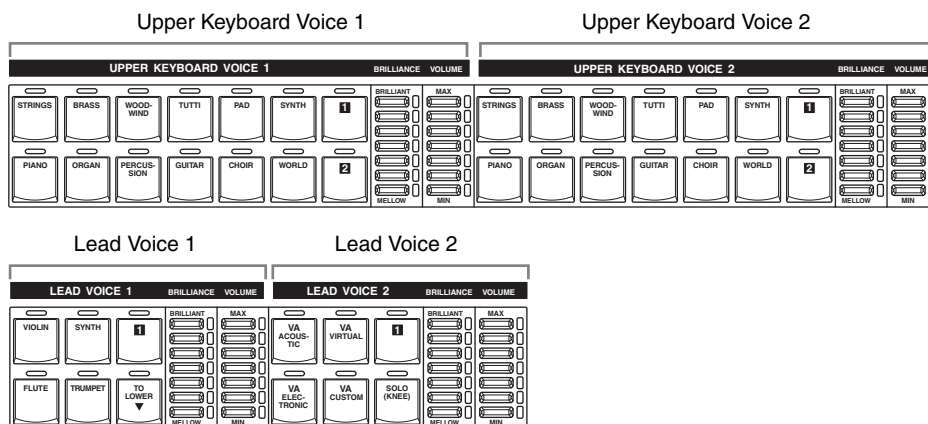 Upper Keyboard Voice 1 Upper Keyboard Voice 2
UPPER KEYBOARD VOICE 1 BRILLIANCE VOLUME UPPER KEYBOARD VOICE 2 BRILLIANCE VOLUME
BRILLIANT MAX BRILLIANT MAX
STRINGS BRASS WOOD-WIND TUTTI PAD SYNTH 1 STRINGS BRASS WOOD-WIND TUTTI PAD SYNTH 1
PIANO ORGAN PERCUS-SION GUITAR CHOIR WORLD 2 PIANO ORGAN PERCUS-SION GUITAR CHOIR WORLD 2
MELLOW MIN MELLOW MIN
Lead Voice 1 Lead Voice 2
LEAD VOICE 1 BRILLIANCE VOLUME LEAD VOICE 2 BRILLIANCE VOLUME
BRILLIANT MAX BRILLIANT MAX
VIOLIN SYNTH 1 VA ACOUS-TIC VA VIRTUAL 1
FLUTE TRUMPET TO LOWER ▼ VA ELEC-TRONIC VA CUSTOM SOLO (KNEE)
MELLOW MIN MELLOW MIN